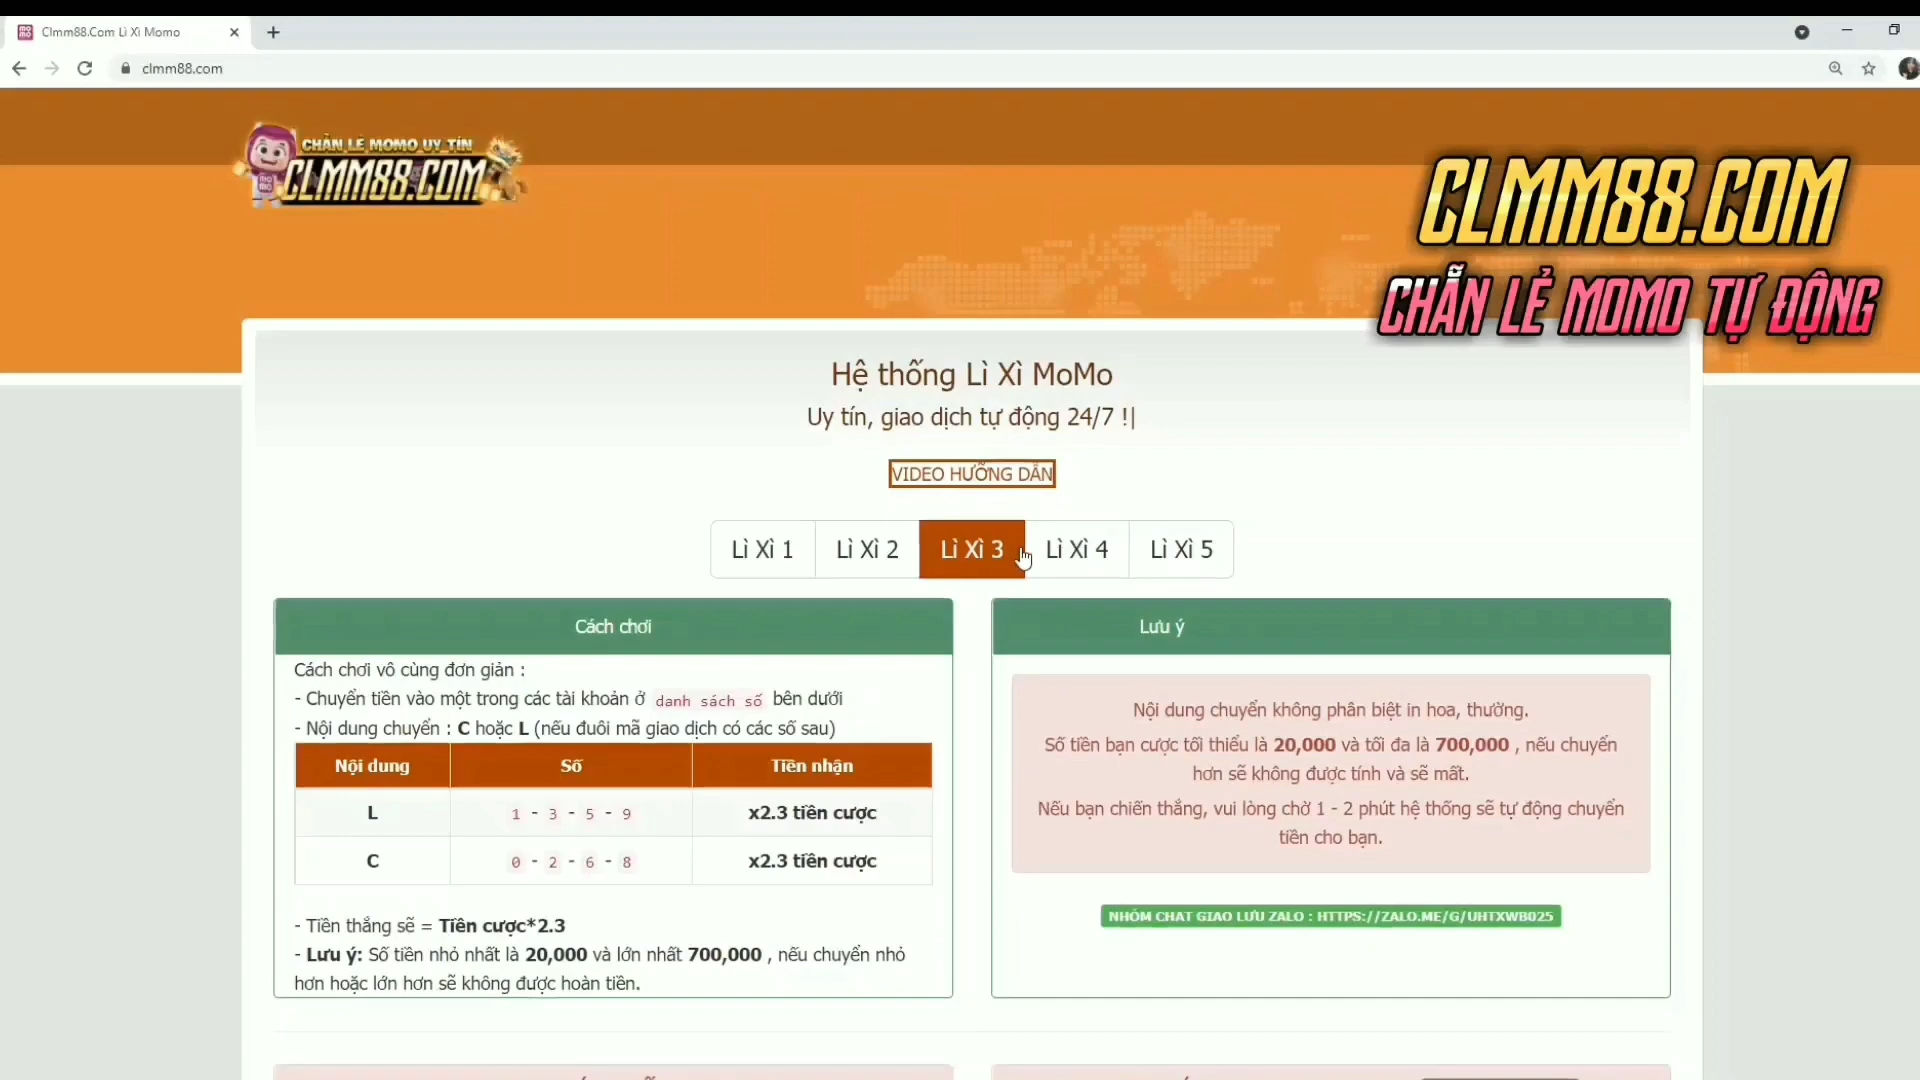 Clmm88.Com Lì Xì Momo
clmm88.com
CHẴN LẺ MOMO UY TÍN
CLMM88.COM
CLMM88.COM
CHẴN LẺ MOMO TỰ ĐỘNG
Hệ thống Lì Xì MoMo
Uy tín, giao dịch tự động 24/7 !|
VIDEO HƯỚNG DẪN
Lì Xì 1 Lì Xì 2 Lì Xì 3 Lì Xì 4 Lì Xì 5
Cách chơi
Cách chơi vô cùng đơn giản :
- Chuyển tiền vào một trong các tài khoản ở danh sách số bên dưới
- Nội dung chuyển : C hoặc L (nếu đuôi mã giao dịch có các số sau)
Nội dung Số Tiền nhận
L 1 - 3 - 5 - 9 x2.3 tiền cược
C 0 - 2 - 6 - 8 x2.3 tiền cược
- Tiền thắng sẽ = Tiền cược*2.3
- Lưu ý: Số tiền nhỏ nhất là 20,000 và lớn nhất 700,000 , nếu chuyển nhỏ
hơn hoặc lớn hơn sẽ không được hoàn tiền.
Lưu ý
Nội dung chuyển không phân biệt in hoa, thường.
Số tiền bạn cược tối thiểu là 20,000 và tối đa là 700,000 , nếu chuyển
hơn sẽ không được tính và sẽ mất.
Nếu bạn chiến thắng, vui lòng chờ 1 - 2 phút hệ thống sẽ tự động chuyển
tiền cho bạn.
NHÓM CHAT GIAO LƯU ZALO : HTTPS://ZALO.ME/G/UHTXWB025